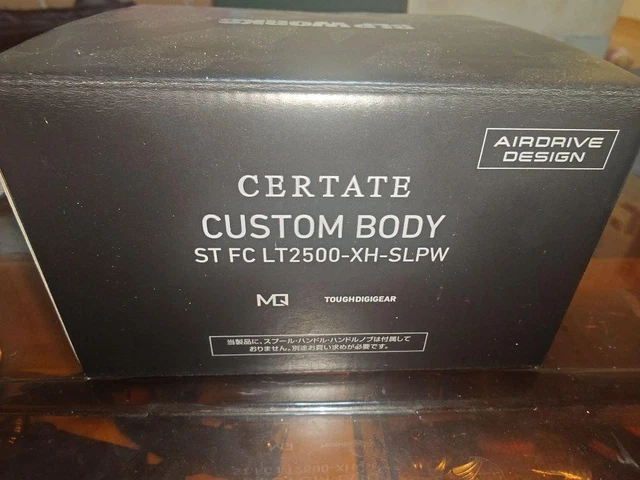 SLP WORKS
AIRDRIVE
DESIGN
CERTATE
CUSTOM BODY
ST FC LT2500-XH-SLPW
MQ TOUGHDIGIGEAR
当製品に、スプール・ハンドル・ハンドルノブは付属して
おりません。別途お買い求めが必要です。